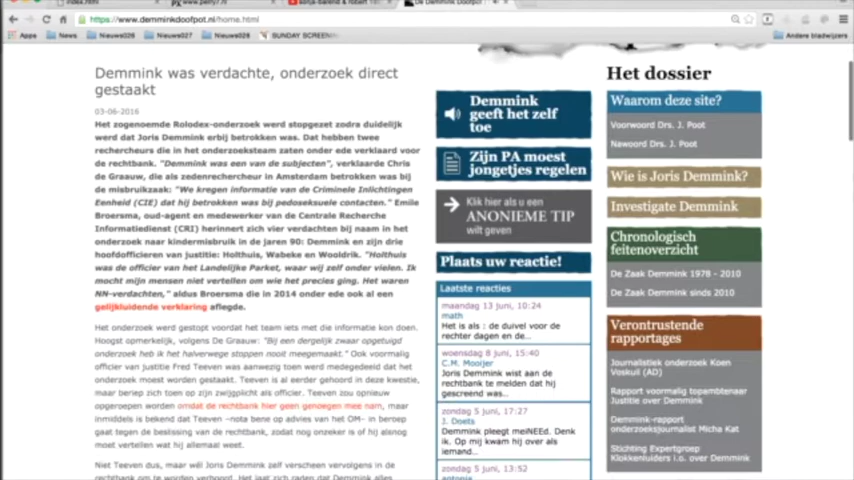 index.html
www.perry7.nl
De Demmink Doofpot
https://www.demminkdoofpot.nl/home.html
Apps
News
Nieuws026
Nieuws027
Nieuws028
Andere bladwijzers
Demmink was verdachte, onderzoek direct
gestaakt
03-06-2016
Het zogenoemde Rolodex-onderzoek werd stopgezet zodra duidelijk
werd dat Joris Demmink erbij betrokken was. Dat hebben twee
rechercheurs die in het onderzoeksteam zaten onder ede verklaard voor
de rechtbank. "Demmink was een van de subjecten", verklaarde Chris
de Graauw, die als zedenrechercheur in Amsterdam betrokken was bij
de misbruikzaak: "We kregen informatie van de Criminele Inlichtingen
Eenheid (CIE) dat hij betrokken was bij pedoseksuele contacten." Emile
Broersma, oud-agent en medewerker van de Centrale Recherche
Informatiedienst (CRI) herinnert zich vier verdachten bij naam in het
onderzoek naar kindermisbruik in de jaren 90: Demmink en zijn drie
hoofdofficieren van justitie: Holthuis, Wabeke en Wooldrik. "Holthuis
was de officier van het Landelijke Parket, waar wij zelf onder vielen. Ik
mocht mijn mensen niet vertellen om wie het precies ging. Het waren
NN-verdachten," aldus Broersma die in 2014 onder ede ook al een
gelijkluidende verklaring aflegde.
Het onderzoek werd gestopt voordat het team iets met die informatie kon doen.
Hoogst opmerkelijk, volgens De Graauw: "Bij een dergelijk zwaar opgetuigd
onderzoek heb ik het halverwege stoppen nooit meegemaakt." Ook voormalig
officier van justitie Fred Teeven was aanwezig toen werd medegedeeld dat het
onderzoek moest worden gestaakt. Teeven is al eerder gehoord in deze kwestie,
maar beriep zich toen op zijn zwijgplicht als officier. Teeven zou opnieuw
opgeroepen worden omdat de rechtbank hier geen genoegen mee nam, maar
inmiddels is bekend dat Teeven –nota bene op advies van het OM– in beroep
gaat tegen de beslissing van de rechtbank, zodat nog onzeker is of hij alsnog
moet vertellen wat hij allemaal weet.
Niet Teeven dus, maar wél Joris Demmink zelf verscheen vervolgens in de
Demmink
geeft het zelf
toe
Zijn PA moest
jongetjes regelen
Klik hier als u een
ANONIEME TIP
wilt geven
Plaats uw reactie!
Laatste reacties
maandag 13 juni, 10:24
math
Het is als : de duivel voor de
rechter dagen en de...
woensdag 8 juni, 15:40
C.M. Mooijer
Joris Demmink wist aan de
rechtbank te melden dat hij
gescreend was...
zondag 5 juni, 17:27
J. Doets
Demmink pleegt meiNEEd. Denk
ik. Op mij kwam hij over als
iemand...
zondag 5 juni, 13:52
Het dossier
Waarom deze site?
Voorwoord Drs. J. Poot
Nawoord Drs. J. Poot
Wie is Joris Demmink?
Investigate Demmink
Chronologisch
feitenoverzicht
De Zaak Demmink 1978 - 2010
De Zaak Demmink sinds 2010
Verontrustende
rapportages
Journalistiek onderzoek Koen
Voskuil (AD)
Rapport voormalig topambtenaar
Justitie over Demmink
Demmink-rapport
onderzoeksjournalist Micha Kat
Stichting Expertgroep
Klokkenluiders i.o. over Demmink